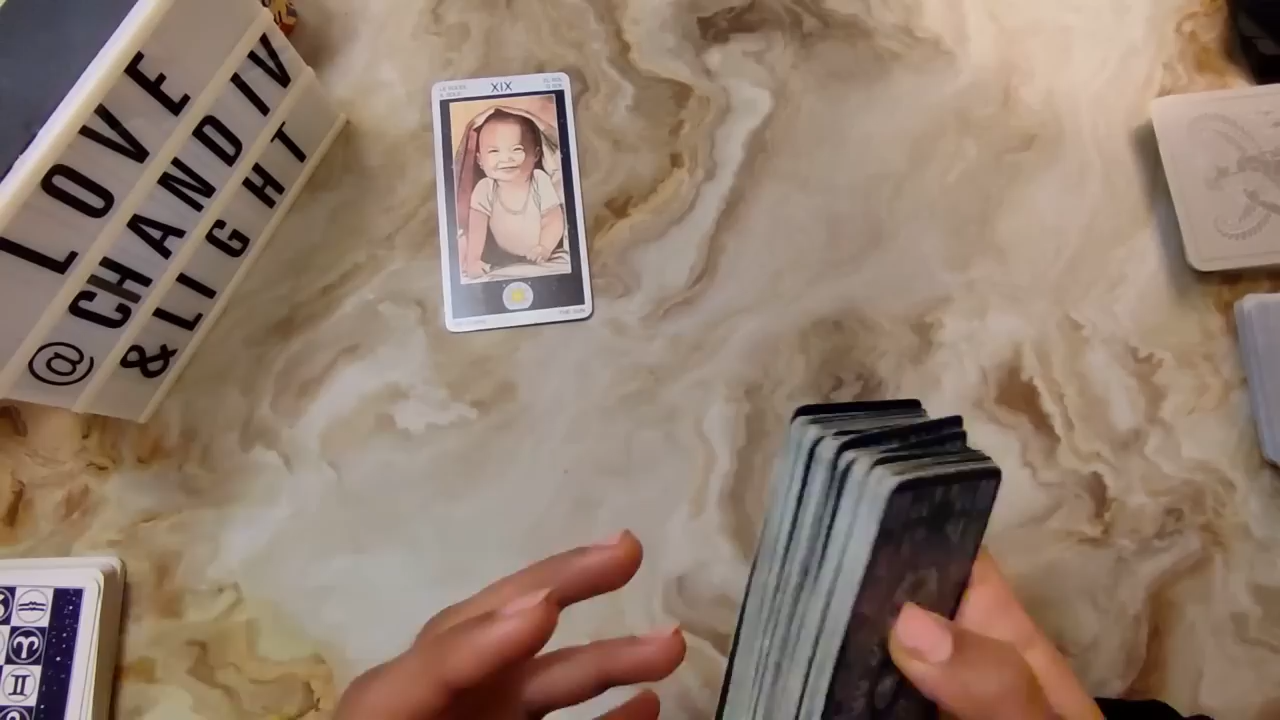 LOVE
@CHANDIV
&LIGHT
XIX
THE SUN